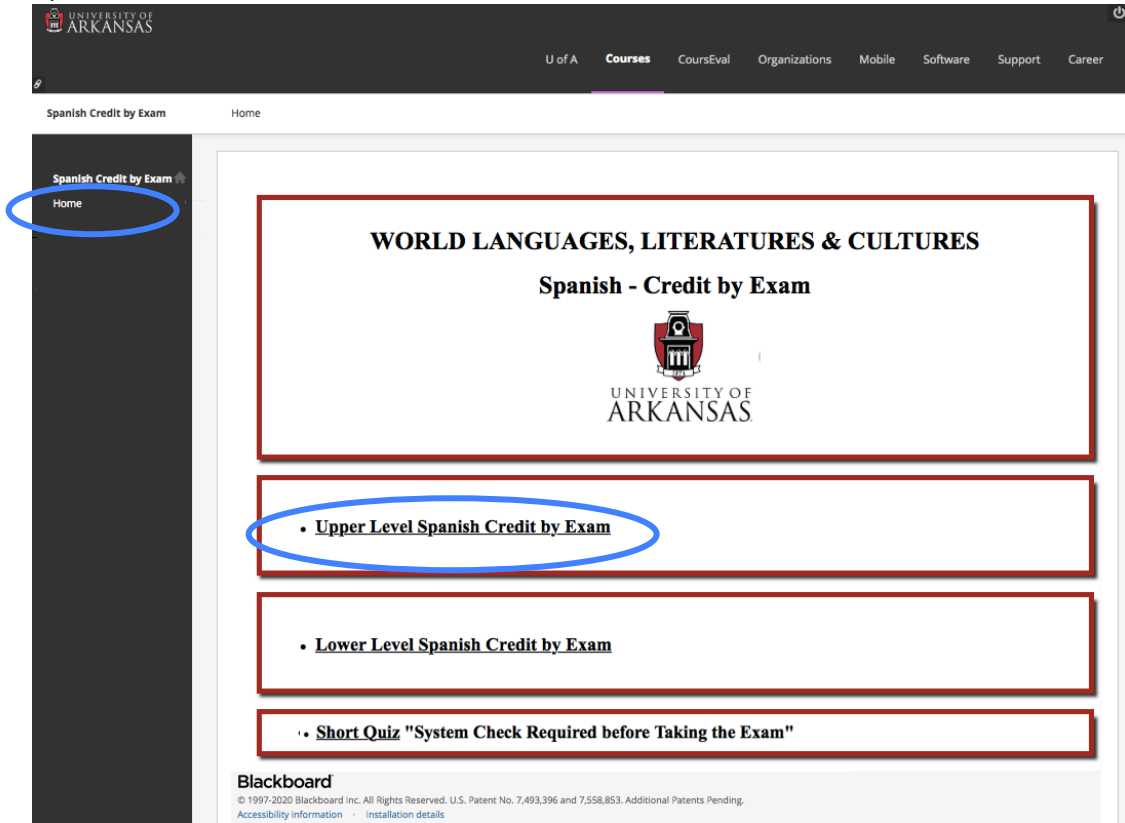 UNIVERSITY OF
ARKANSAS
U of A Courses CoursEval Organizations Mobile Software Support Career
Spanish Credit by Exam Home
Spanish Credit by Exam
Home
WORLD LANGUAGES, LITERATURES & CULTURES
Spanish - Credit by Exam
UNIVERSITY OF
ARKANSAS
• Upper Level Spanish Credit by Exam
• Lower Level Spanish Credit by Exam
• Short Quiz "System Check Required before Taking the Exam"
Blackboard
© 1997-2020 Blackboard Inc. All Rights Reserved. U.S. Patent No. 7,493,396 and 7,558,853. Additional Patents Pending.
Accessibility information · Installation details